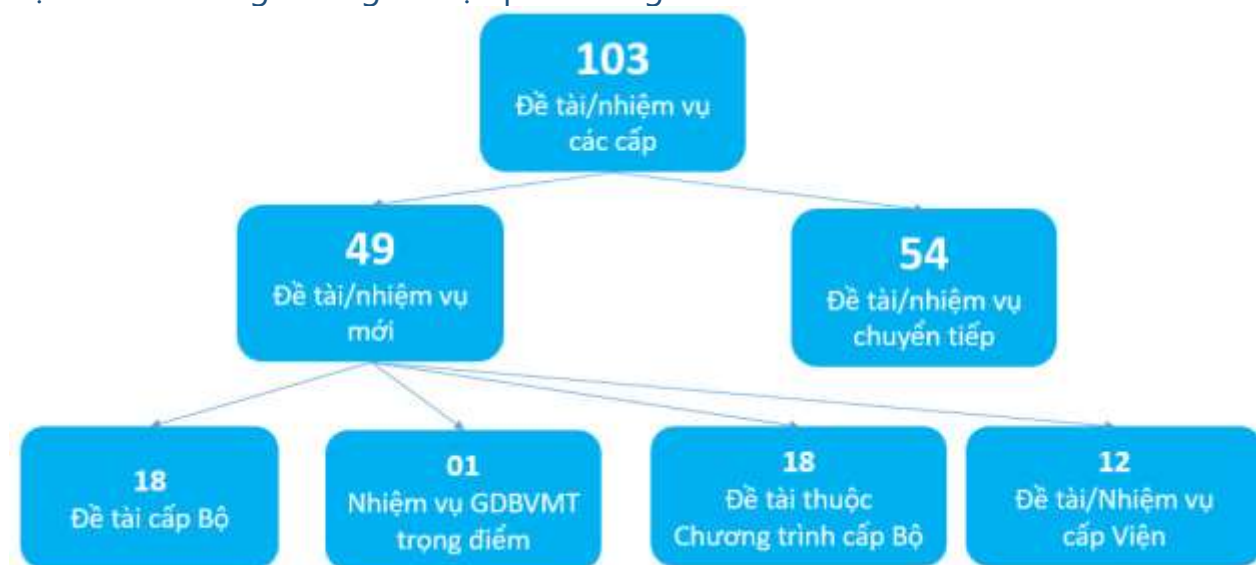 103
Đề tài/nhiệm vụ
các cấp
49
Đề tài/nhiệm vụ
mới
54
Đề tài/nhiệm vụ
chuyển tiếp
18
Đề tài cấp Bộ
01
Nhiệm vụ GDBVMT
trọng điểm
18
Đề tài thuộc
Chương trình cấp Bộ
12
Đề tài/Nhiệm vụ
cấp Viện